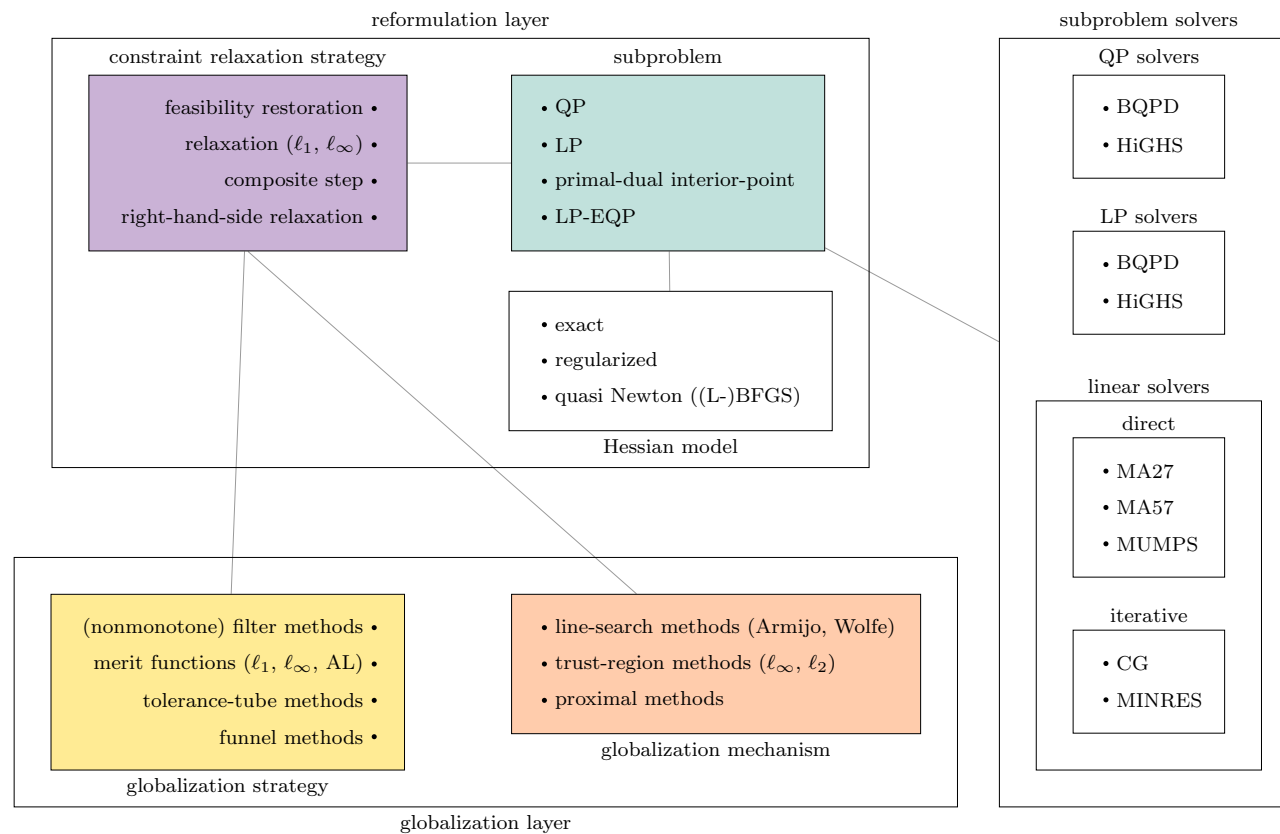 reformulation layer
constraint relaxation strategy
feasibility restoration •
relaxation (ℓ₁, ℓ∞) •
composite step •
right-hand-side relaxation •
subproblem
• QP
• LP
• primal-dual interior-point
• LP-EQP
• exact
• regularized
• quasi Newton ((L-)BFGS)
Hessian model
(nonmonotone) filter methods •
merit functions (ℓ₁, ℓ∞, AL) •
tolerance-tube methods •
funnel methods •
globalization strategy
• line-search methods (Armijo, Wolfe)
• trust-region methods (ℓ∞, ℓ₂)
• proximal methods
globalization mechanism
globalization layer
subproblem solvers
QP solvers
• BQPD
• HiGHS
LP solvers
• BQPD
• HiGHS
linear solvers
direct
• MA27
• MA57
• MUMPS
iterative
• CG
• MINRES